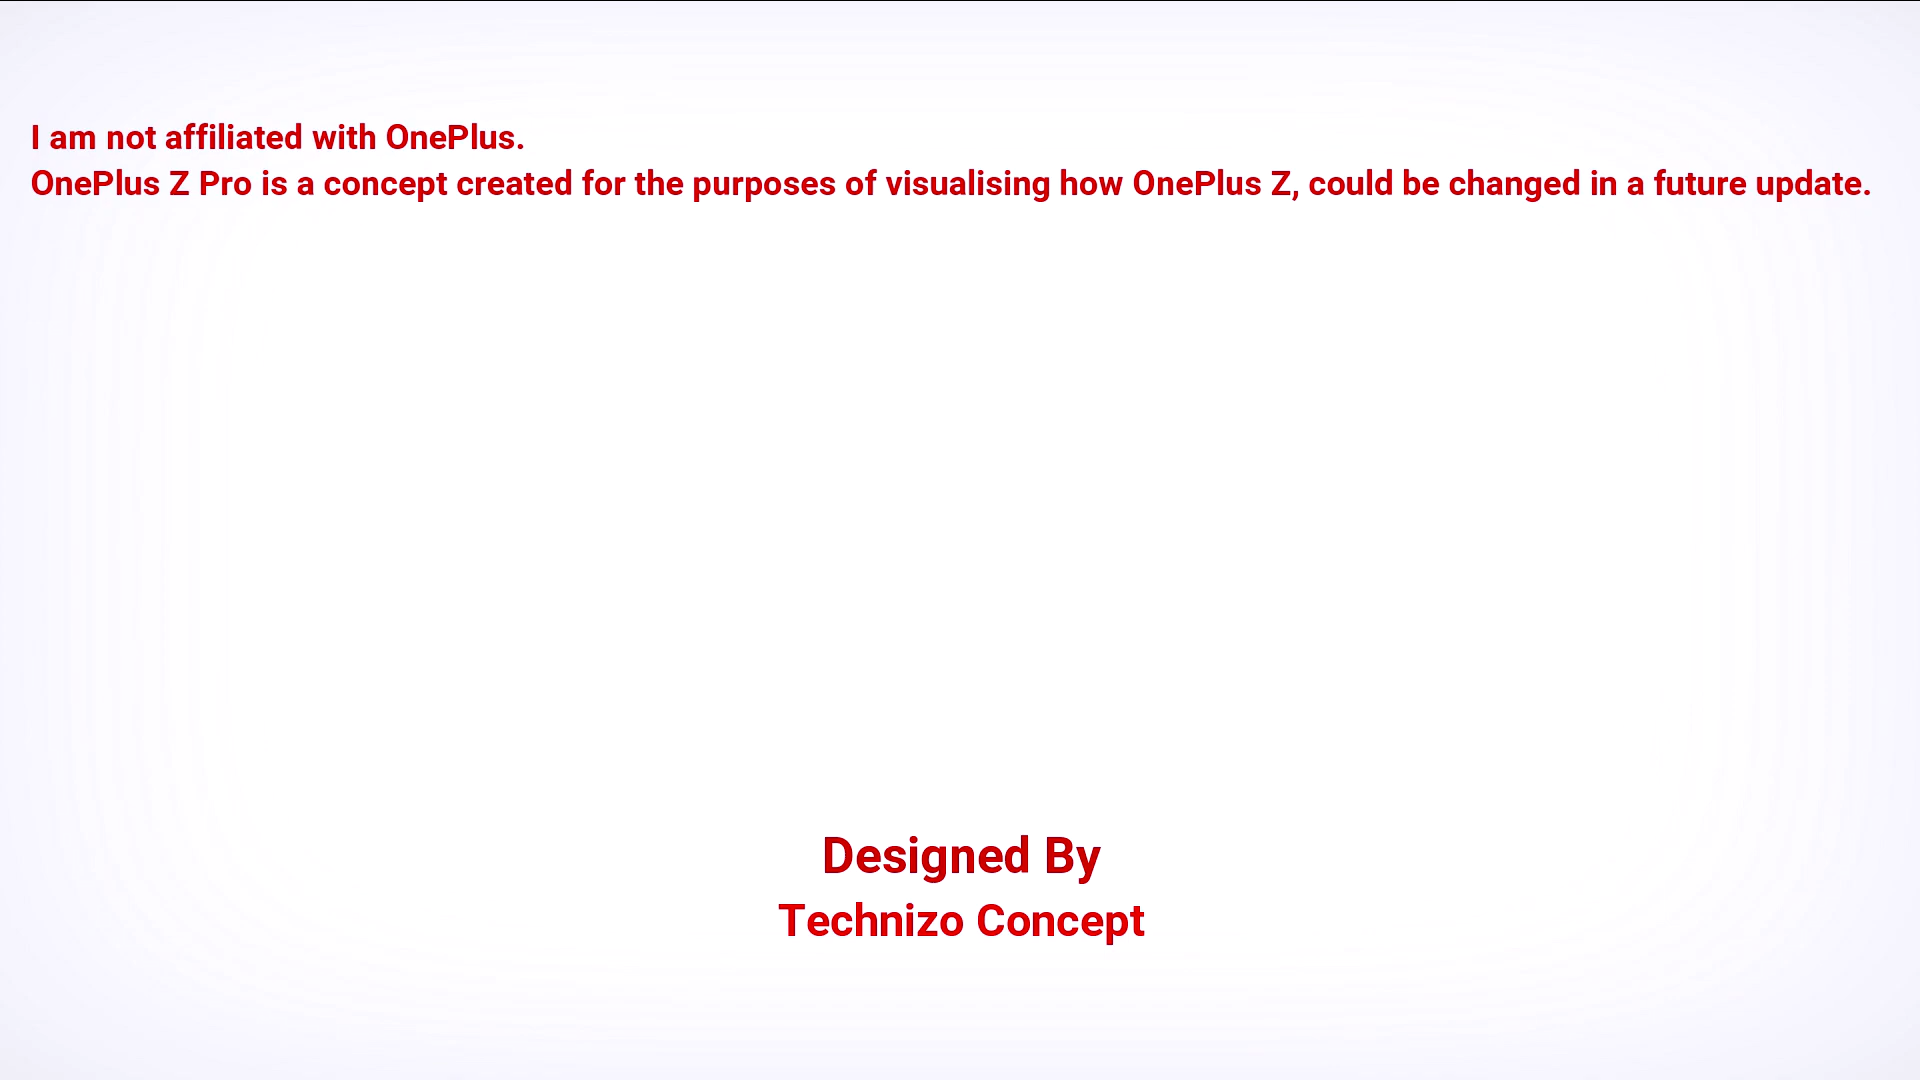 I am not affiliated with OnePlus.
OnePlus Z Pro is a concept created for the purposes of visualising how OnePlus Z, could be changed in a future update.
Designed By
Technizo Concept